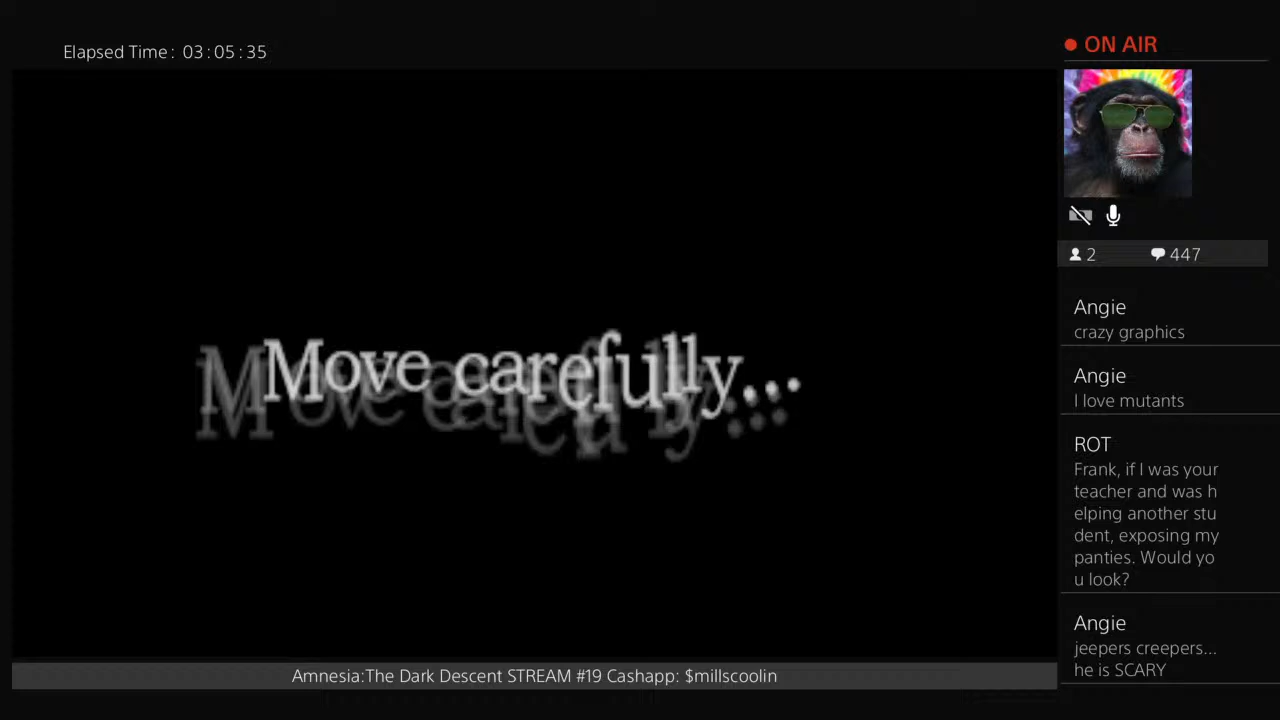 Elapsed Time: 03:05:35
ON AIR
2
447
Move carefully...
Angie
crazy graphics
Angie
I love mutants
ROT
Frank, if I was your
teacher and was h
elping another stu
dent, exposing my
panties. Would yo
u look?
Angie
jeepers creepers...
he is SCARY
Amnesia:The Dark Descent STREAM #19 Cashapp: $millscoolin